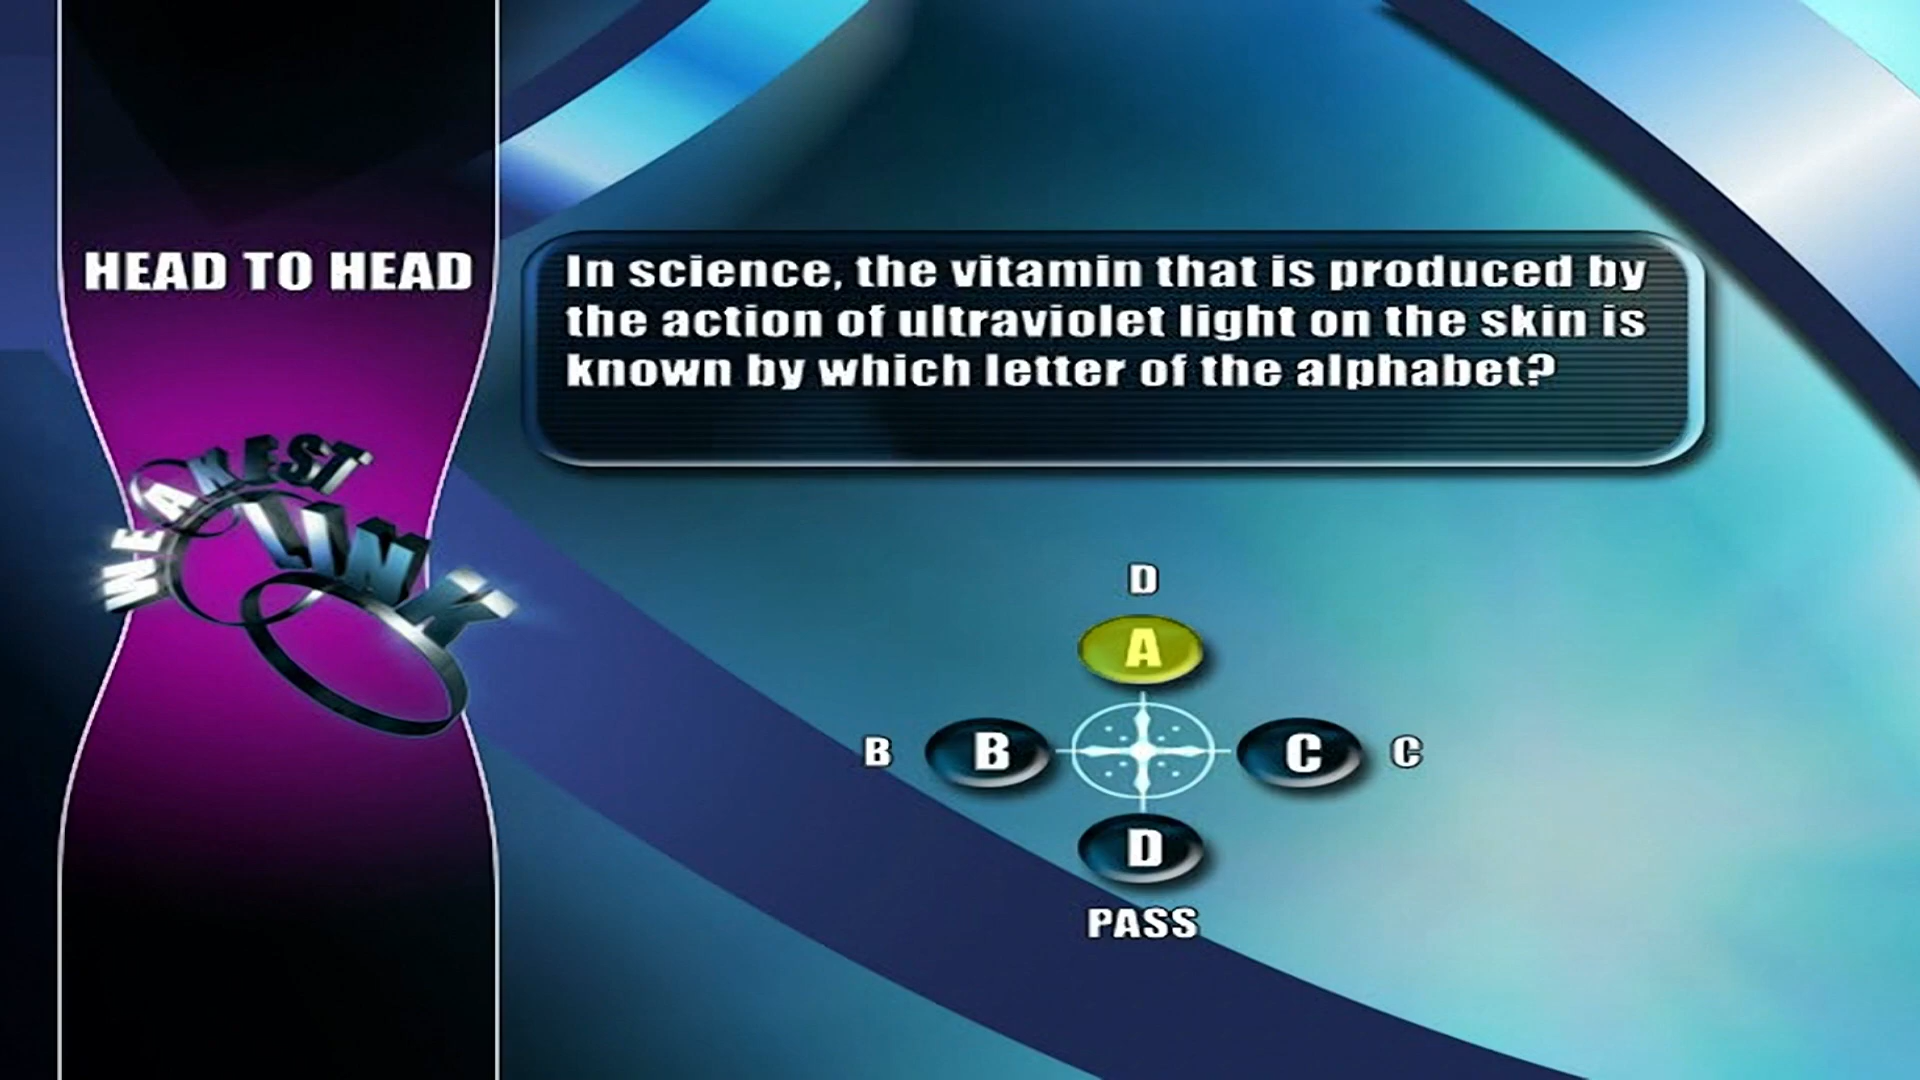 HEAD TO HEAD
In science, the vitamin that is produced by
the action of ultraviolet light on the skin is
known by which letter of the alphabet?
WEAKEST
LINK
D
A
B B C C
D
PASS